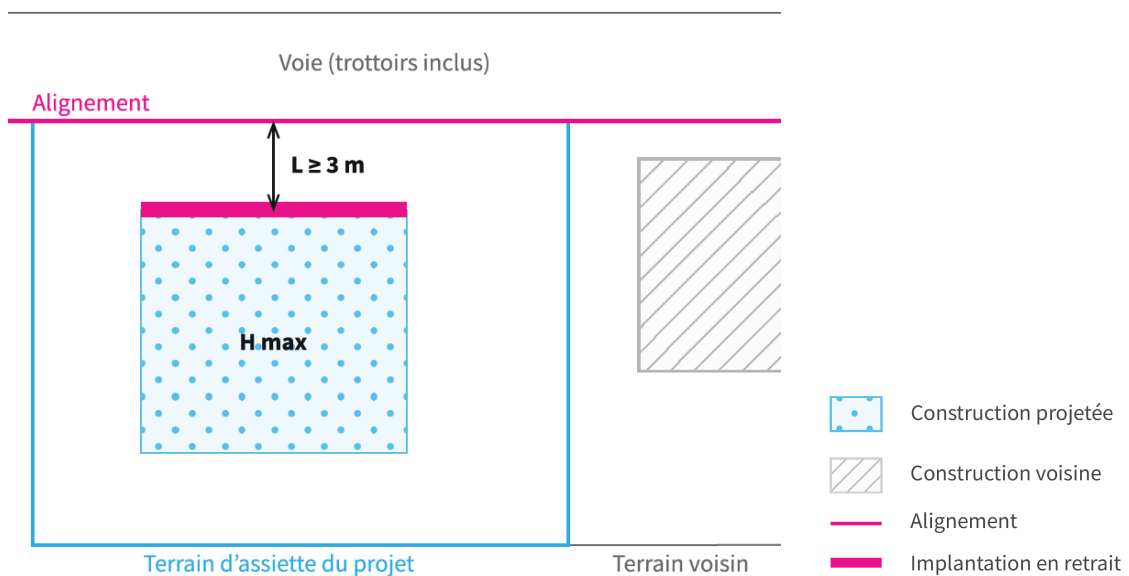 Voie (trottoirs inclus)
Alignement
L ≥ 3 m
H max
Terrain d’assiette du projet
Terrain voisin
Construction projetée
Construction voisine
Alignement
Implantation en retrait